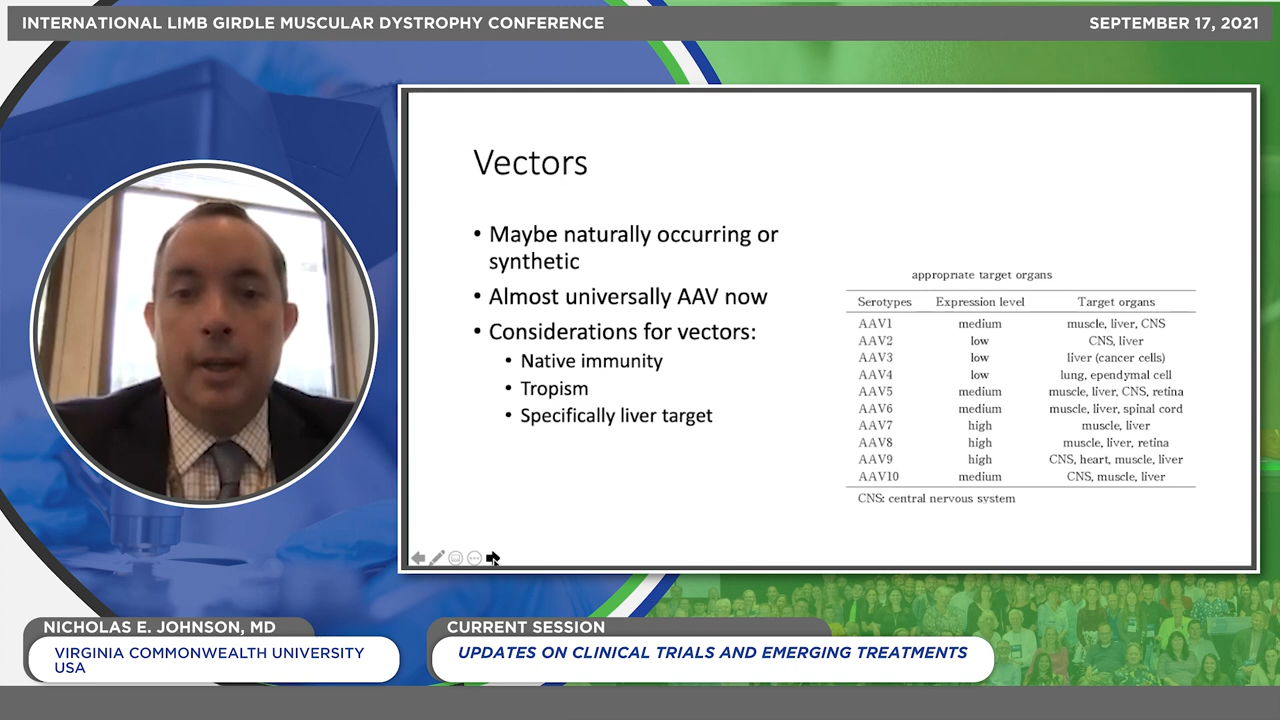 INTERNATIONAL LIMB GIRDLE MUSCULAR DYSTROPHY CONFERENCE
SEPTEMBER 17, 2021
Vectors
• Maybe naturally occurring or
synthetic
• Almost universally AAV now
• Considerations for vectors:
• Native immunity
• Tropism
• Specifically liver target
appropriate target organs
Serotypes Expression level Target organs
AAV1 medium muscle, liver, CNS
AAV2 low CNS, liver
AAV3 low liver (cancer cells)
AAV4 low lung, ependymal cell
AAV5 medium muscle, liver, CNS, retina
AAV6 medium muscle, liver, spinal cord
AAV7 high muscle, liver
AAV8 high muscle, liver, retina
AAV9 high CNS, heart, muscle, liver
AAV10 medium CNS, muscle, liver
CNS: central nervous system
NICHOLAS E. JOHNSON, MD
VIRGINIA COMMONWEALTH UNIVERSITY
USA
CURRENT SESSION
UPDATES ON CLINICAL TRIALS AND EMERGING TREATMENTS